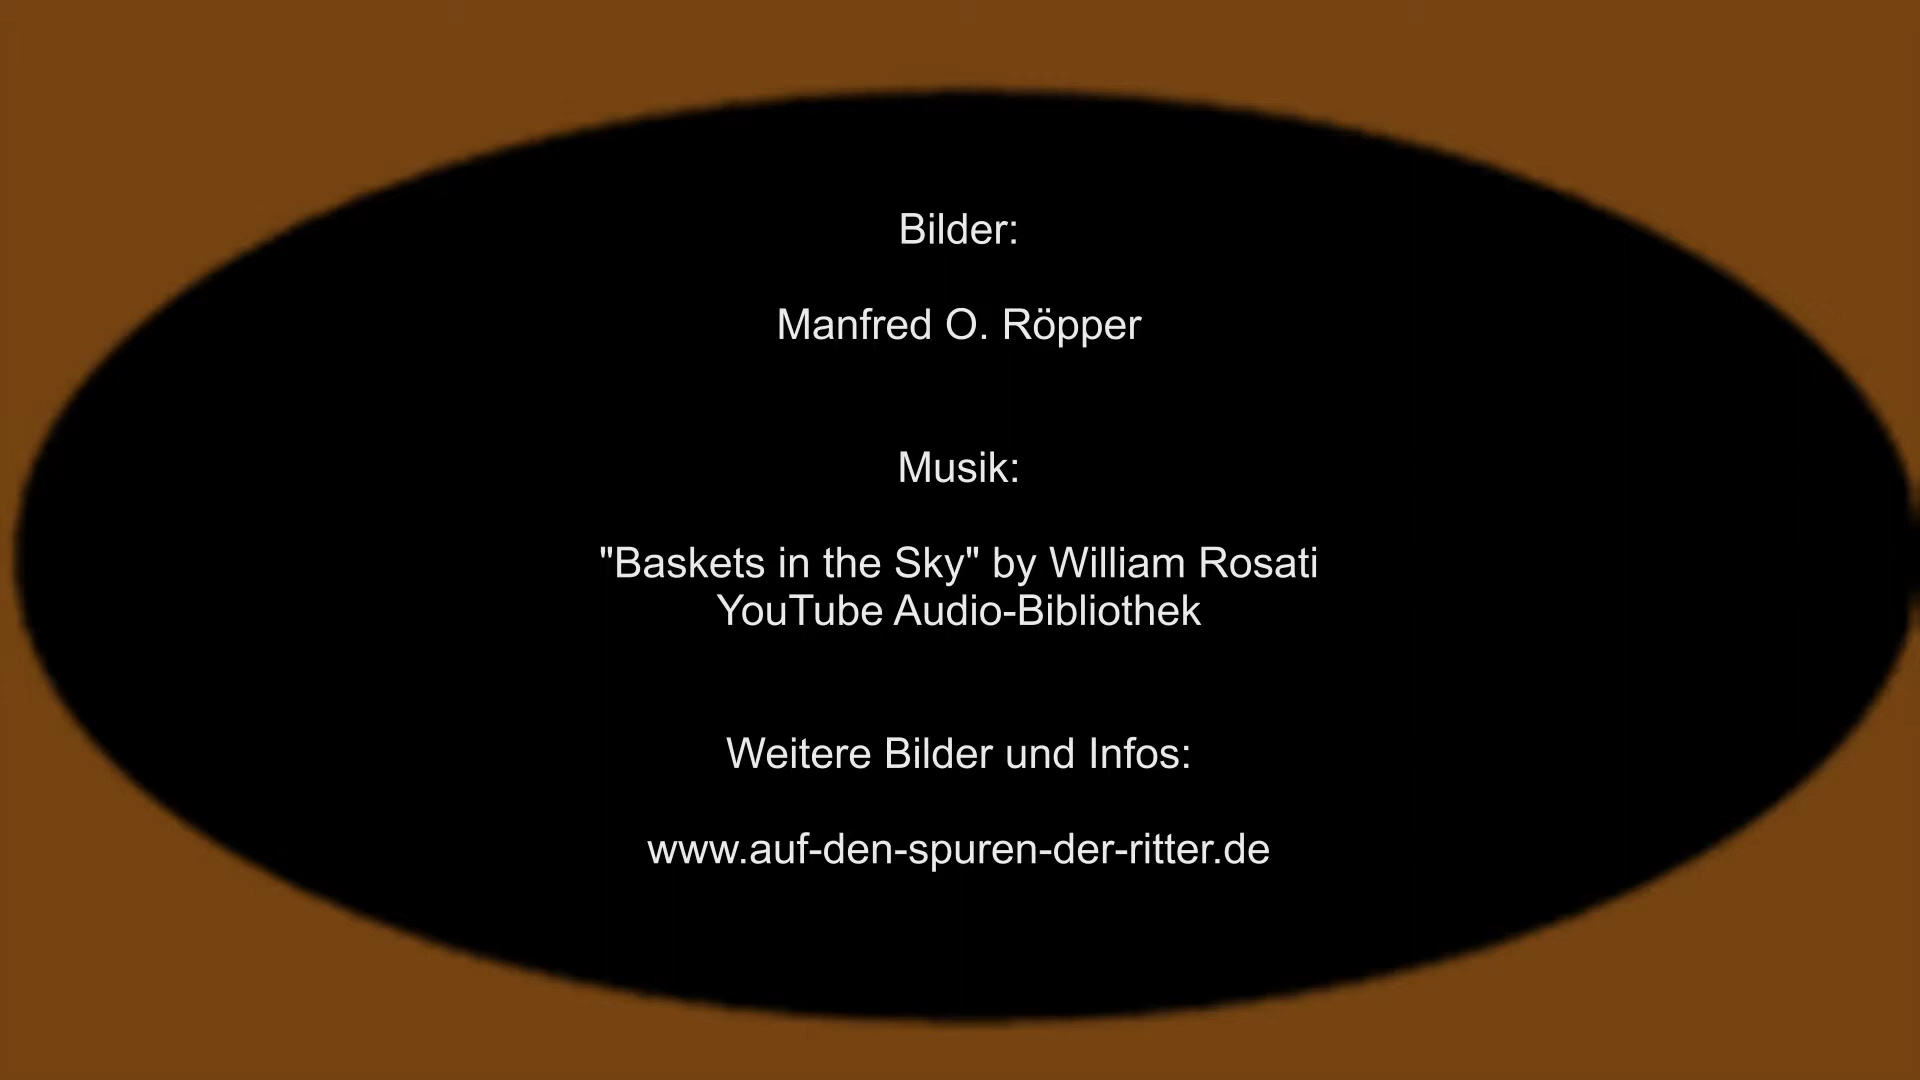 Bilder:
Manfred O. Röpper
Musik:
"Baskets in the Sky" by William Rosati
YouTube Audio-Bibliothek
Weitere Bilder und Infos:
www.auf-den-spuren-der-ritter.de